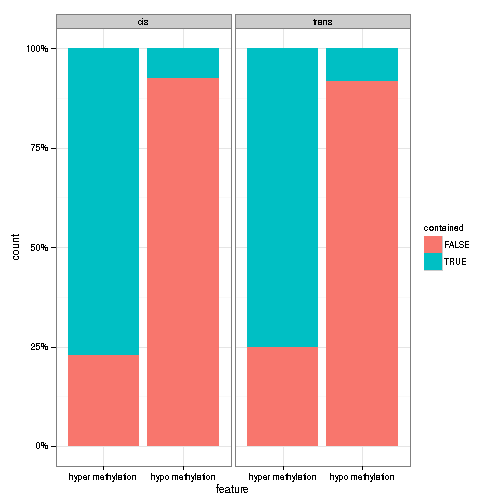 cis
trans
100%
75%
50%
25%
0%
count
hyper methylation
hypo methylation
hyper methylation
hypo methylation
feature
contained
FALSE
TRUE